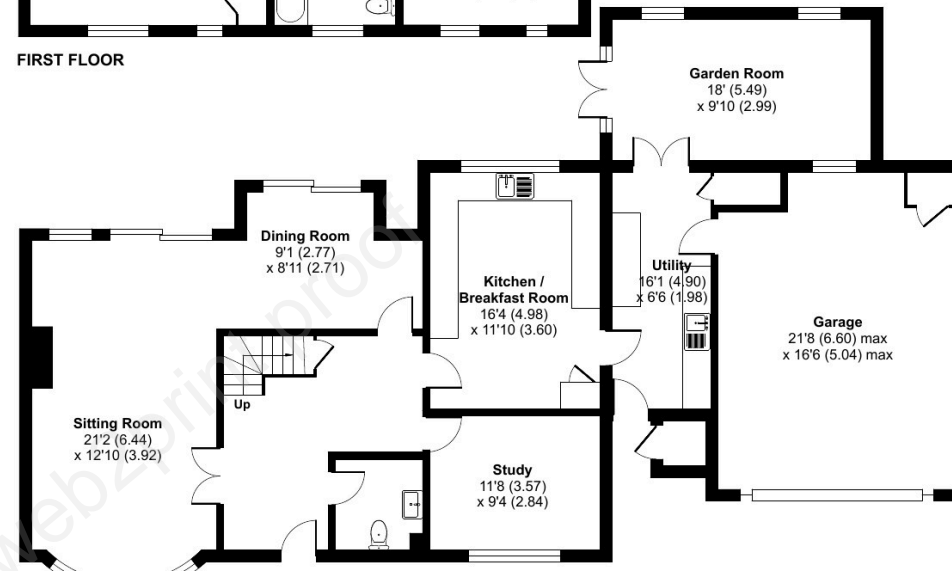 FIRST FLOOR
Garden Room
18' (5.49)
x 9'10 (2.99)
Dining Room
9'1 (2.77)
x 8'11 (2.71)
Kitchen /
Breakfast Room
16'4 (4.98)
x 11'10 (3.60)
Utility
16'1 (4.90)
x 6'6 (1.98)
Garage
21'8 (6.60) max
x 16'6 (5.04) max
Up
Sitting Room
21'2 (6.44)
x 12'10 (3.92)
Study
11'8 (3.57)
x 9'4 (2.84)
web2print proof